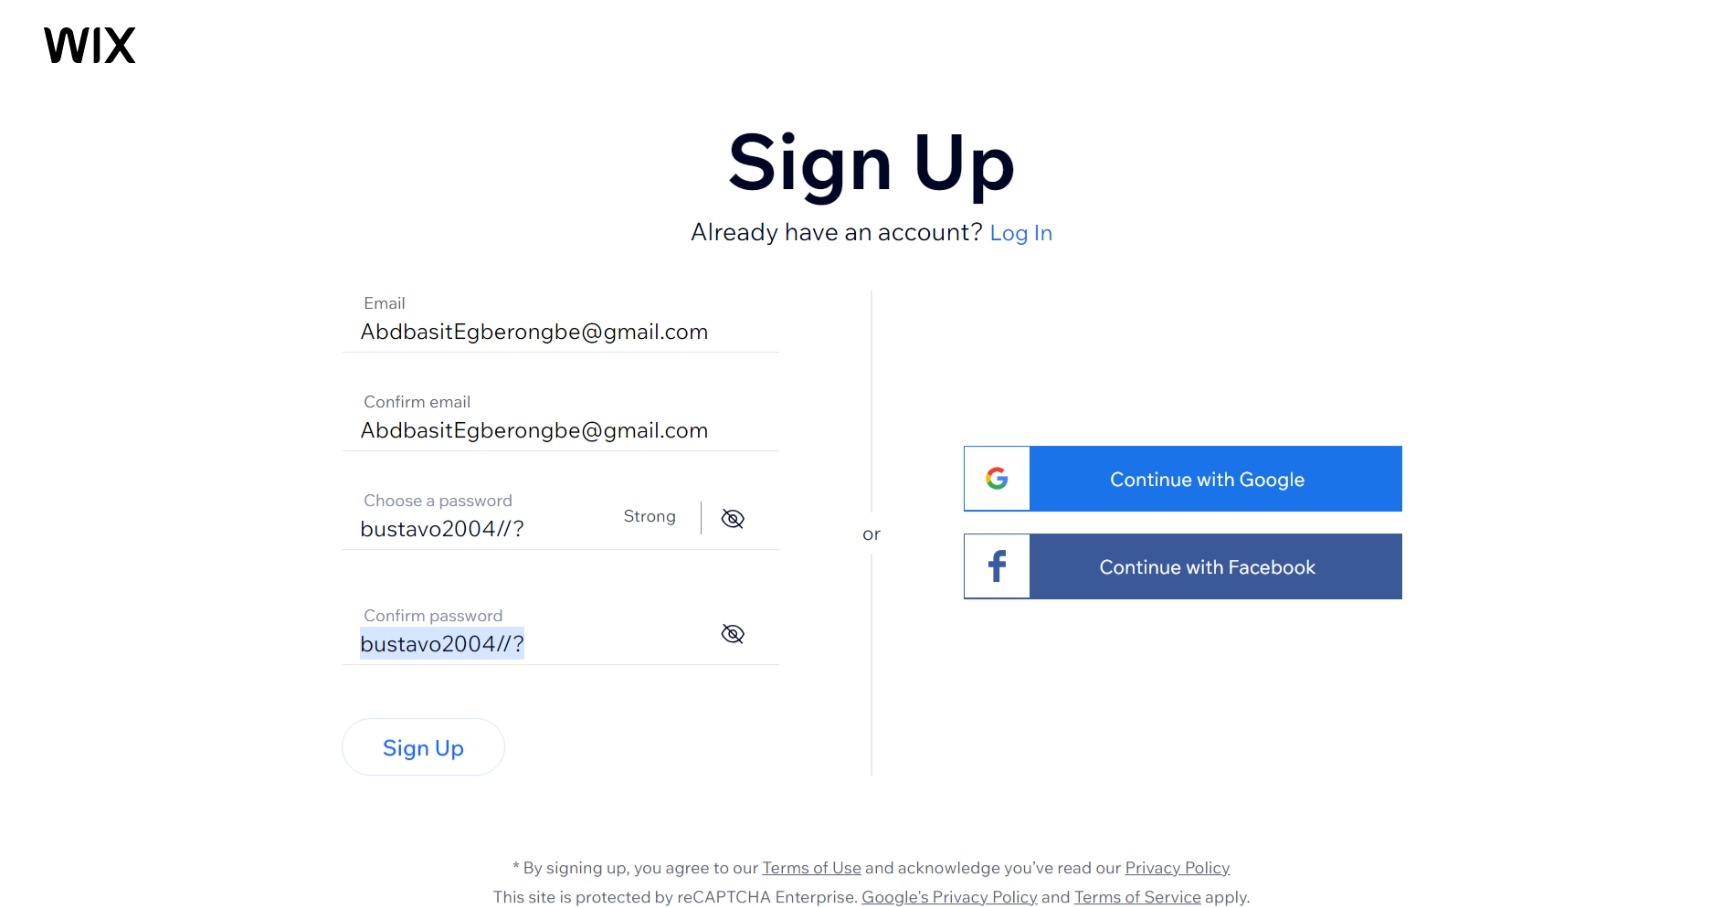 WIX
Sign Up
Already have an account? Log In
Email
AbdbasitEgberongbe@gmail.com
Confirm email
AbdbasitEgberongbe@gmail.com
Choose a password
bustavo2004//?
Strong
Confirm password
bustavo2004//?
Sign Up
or
Continue with Google
Continue with Facebook
* By signing up, you agree to our Terms of Use and acknowledge you've read our Privacy Policy
This site is protected by reCAPTCHA Enterprise. Google's Privacy Policy and Terms of Service apply.